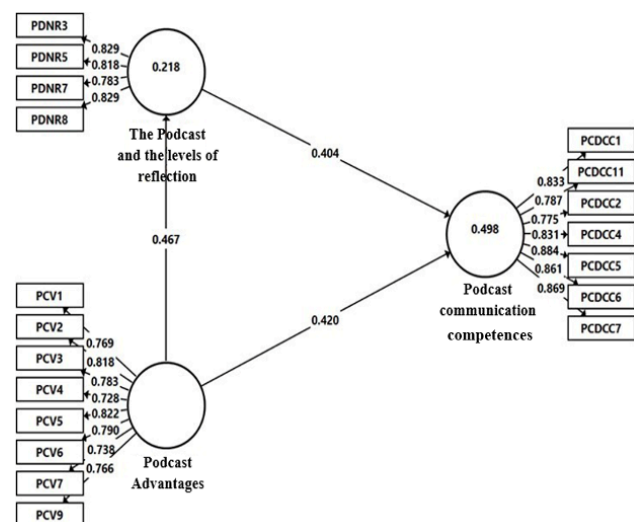 PDNR3
PDNR5
PDNR7
PDNR8
0.829
0.818
0.783
0.829
0.218
The Podcast
and the levels of
reflection
0.404
0.467
0.420
PCDCC1
PCDCC11
PCDCC2
PCDCC4
PCDCC5
PCDCC6
PCDCC7
0.833
0.787
0.775
0.831
0.884
0.861
0.869
0.498
Podcast
communication
competences
PCV1
PCV2
PCV3
PCV4
PCV5
PCV6
PCV7
PCV9
0.769
0.818
0.783
0.728
0.822
0.790
0.738
0.766
Podcast
Advantages